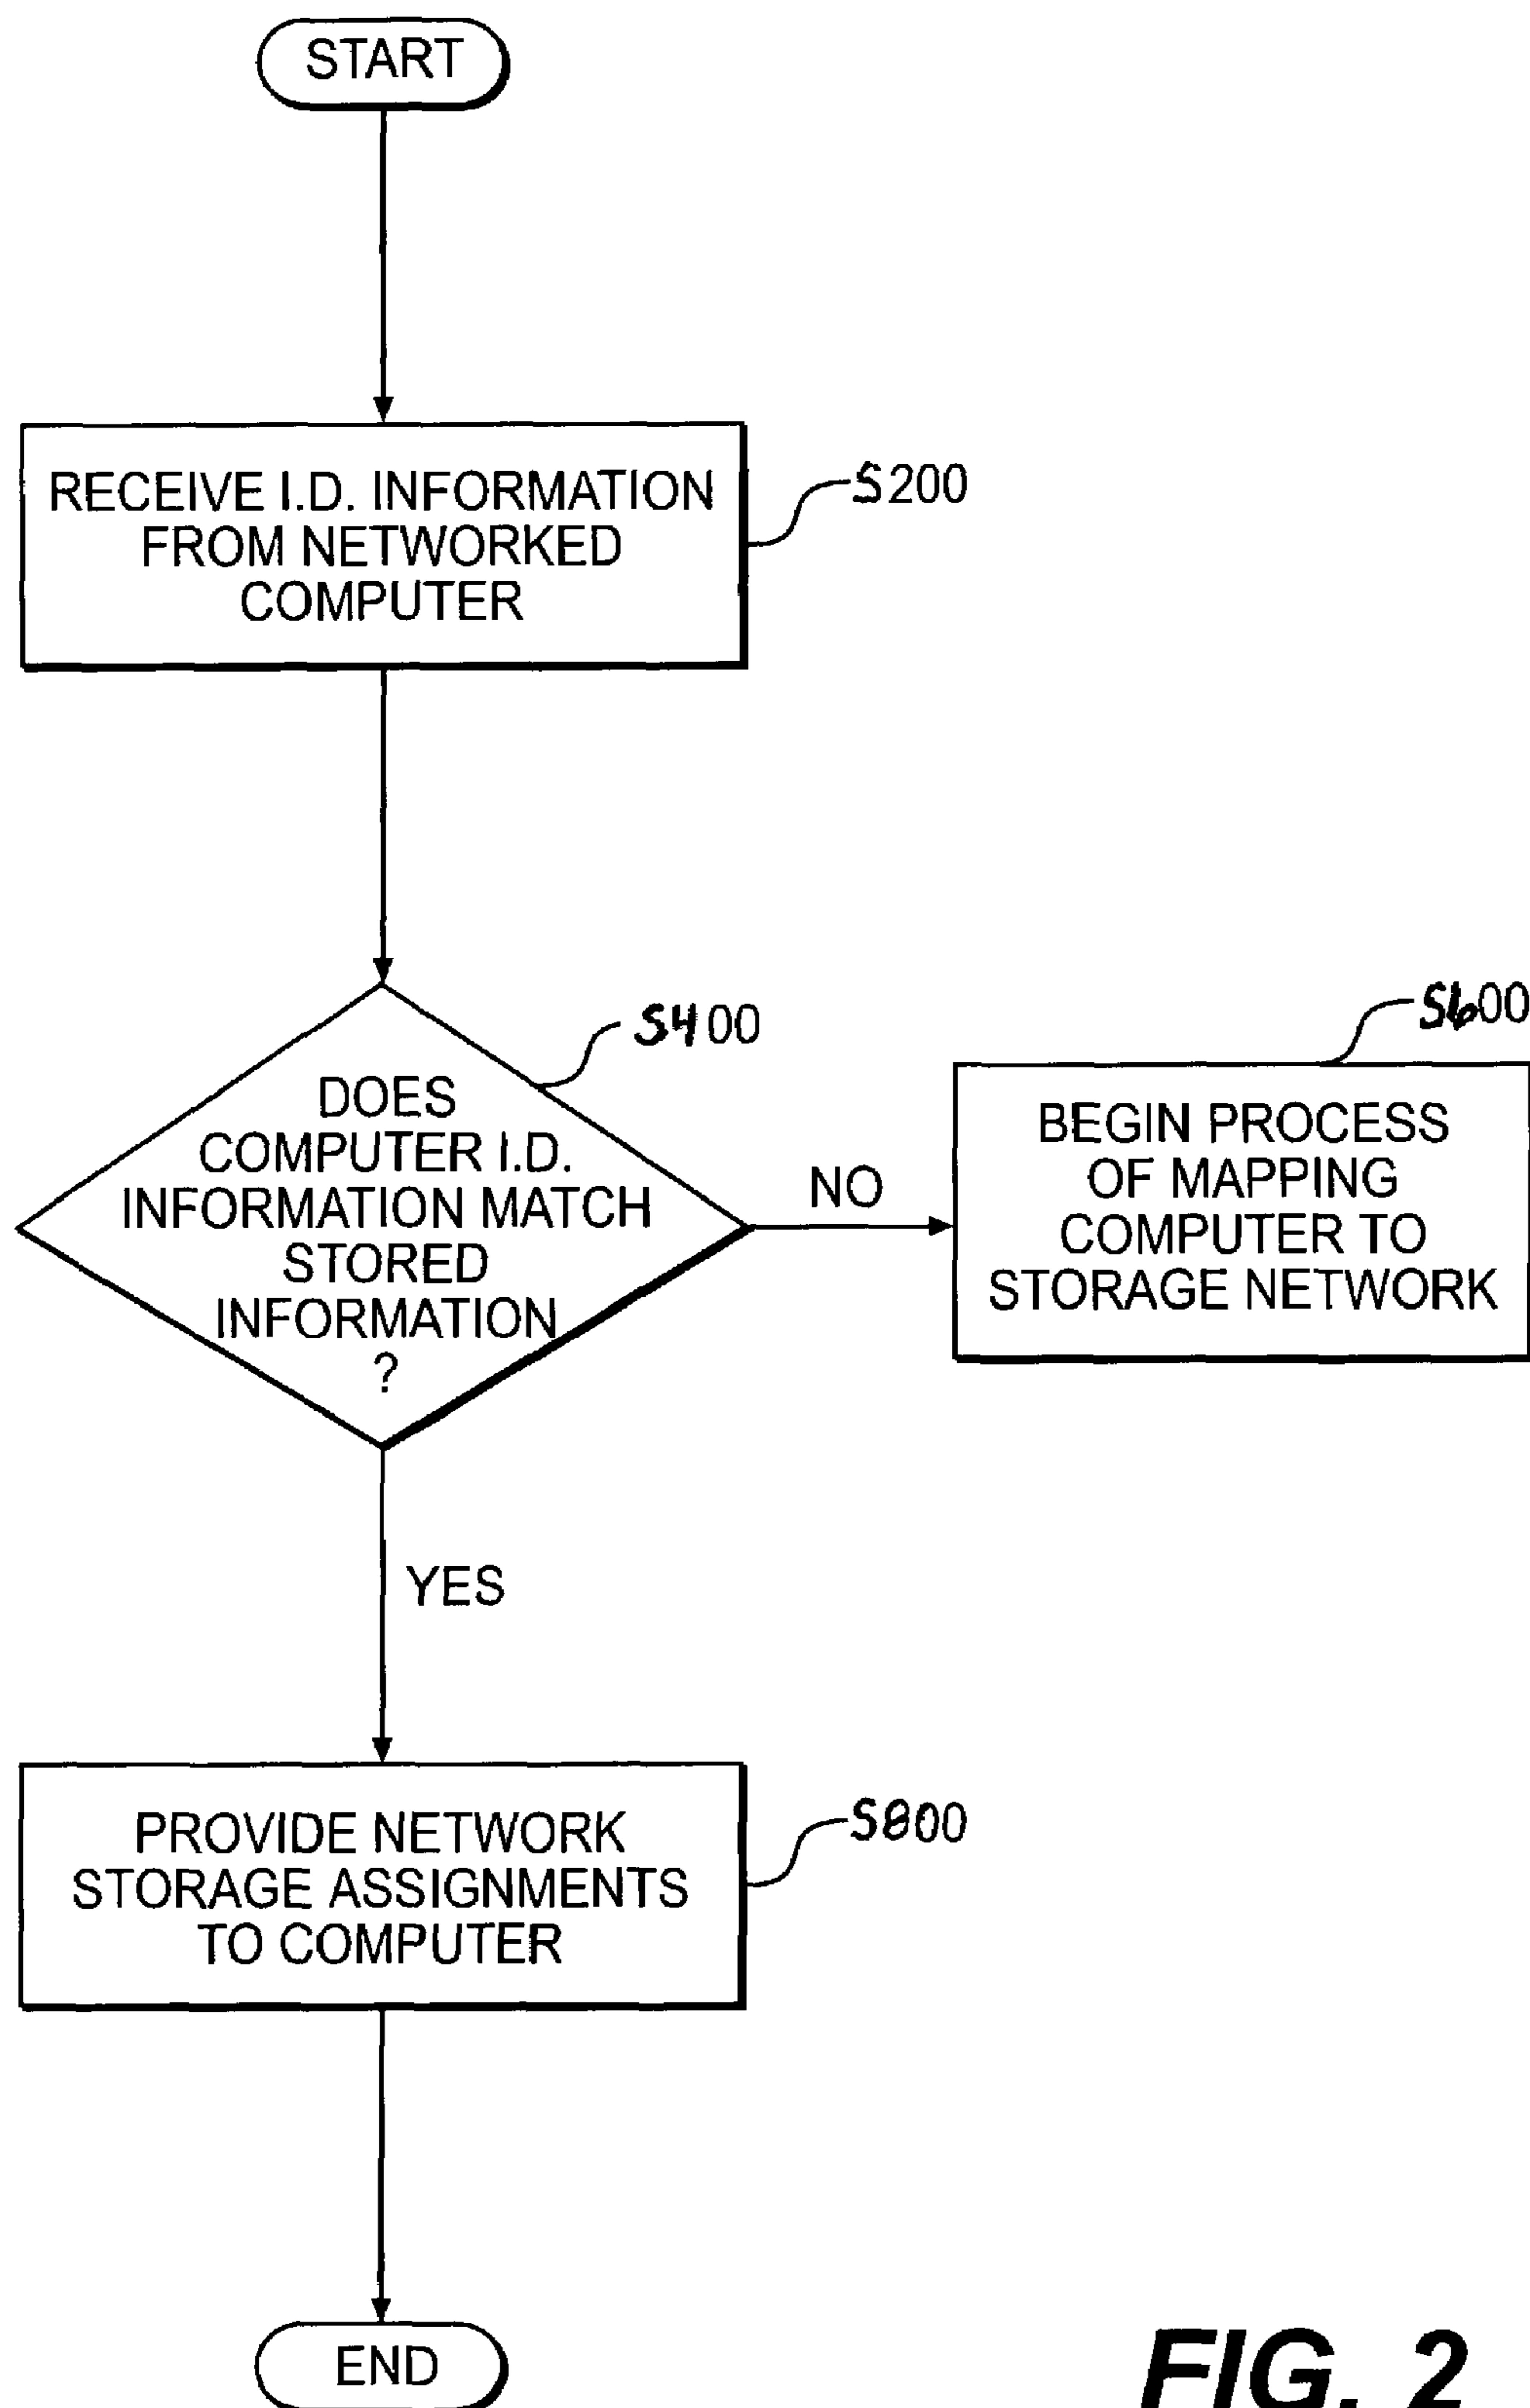 START
RECEIVE I.D. INFORMATION
FROM NETWORKED
COMPUTER
S200
DOES
COMPUTER I.D.
INFORMATION MATCH
STORED
INFORMATION
?
S400
NO
S600
BEGIN PROCESS
OF MAPPING
COMPUTER TO
STORAGE NETWORK
YES
PROVIDE NETWORK
STORAGE ASSIGNMENTS
TO COMPUTER
S800
END
FIG. 2